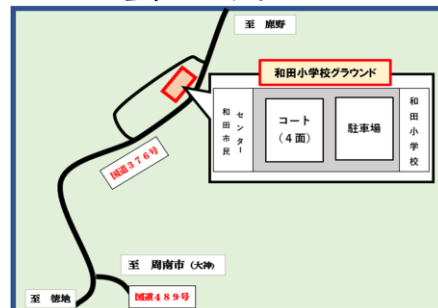 至　鹿野
和田小学校グラウンド
和田市民
センター
コート
(4面)
駐車場
和田小学校
国道376号
至　周南市（大神）
至　徳地
国道489号